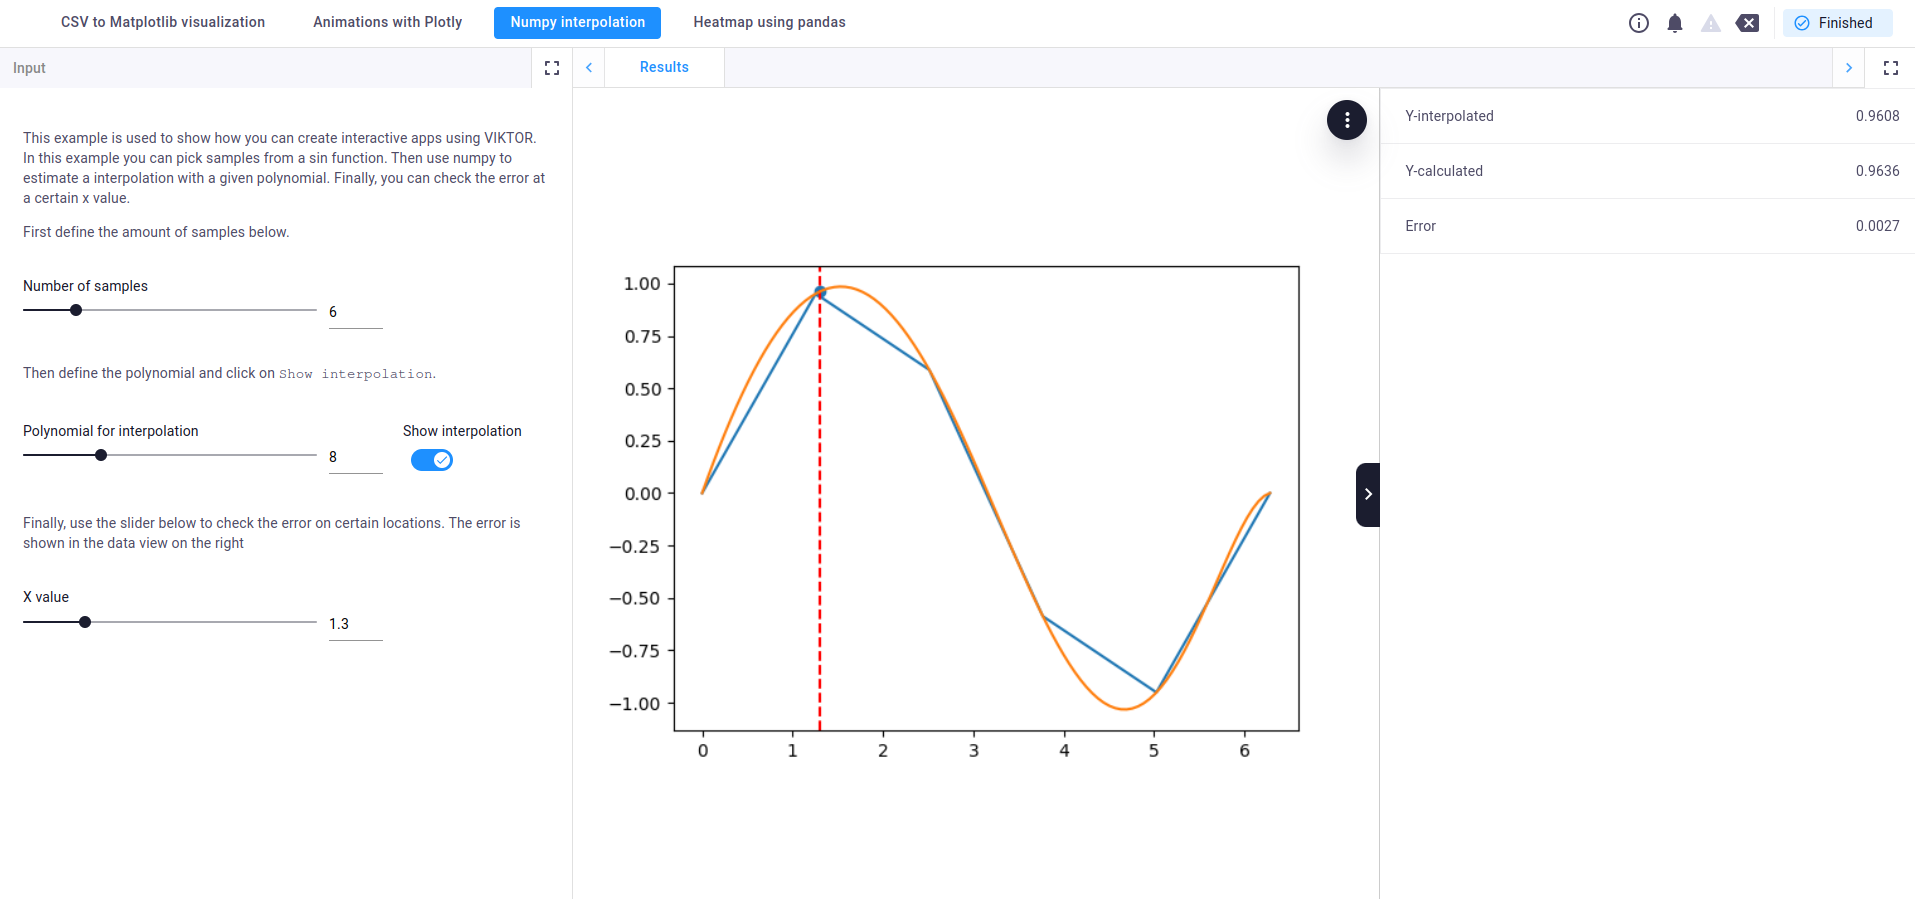 CSV to Matplotlib visualization
Animations with Plotly
Numpy interpolation
Heatmap using pandas
Finished
Input
Results
This example is used to show how you can create interactive apps using VIKTOR.
In this example you can pick samples from a sin function. Then use numpy to
estimate a interpolation with a given polynomial. Finally, you can check the error at
a certain x value.
First define the amount of samples below.
Number of samples
6
Then define the polynomial and click on Show interpolation.
Polynomial for interpolation
8
Show interpolation
Finally, use the slider below to check the error on certain locations. The error is
shown in the data view on the right
X value
1.3
1.00
0.75
0.50
0.25
0.00
−0.25
−0.50
−0.75
−1.00
0 1 2 3 4 5 6
Y-interpolated 0.9608
Y-calculated 0.9636
Error 0.0027